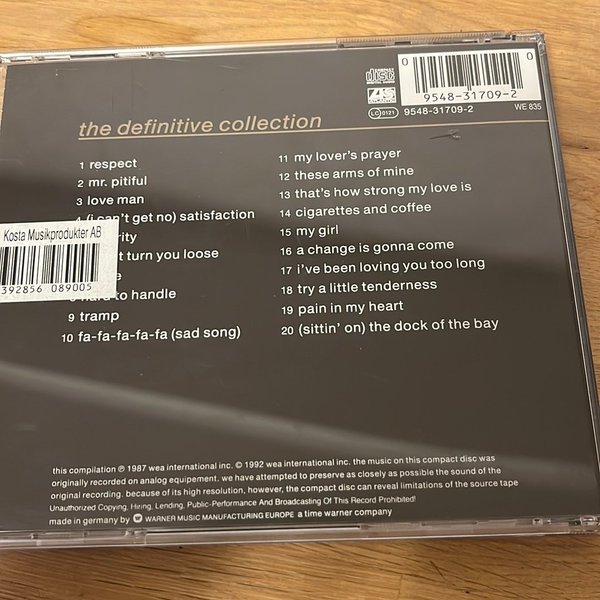 COMPACT
disc
DIGITAL AUDIO
ATLANTIC
0 0
9548-31709-2
LC 0121 9548-31709-2 WE 835
the definitive collection
1 respect
2 mr. pitiful
3 love man
4 (i can't get no) satisfaction
rity
t turn you loose
e
hard to handle
9 tramp
10 fa-fa-fa-fa-fa (sad song)
11 my lover's prayer
12 these arms of mine
13 that's how strong my love is
14 cigarettes and coffee
15 my girl
16 a change is gonna come
17 i've been loving you too long
18 try a little tenderness
19 pain in my heart
20 (sittin' on) the dock of the bay
Kosta Musikprodukter AB
392856 089005
this compilation ℗ 1987 wea international inc. © 1992 wea international inc. the music on this compact disc was
originally recorded on analog equipement. we have attempted to preserve as closely as possible the sound of the
original recording. because of its high resolution, however, the compact disc can reveal limitations of the source tape
Unauthorized Copying, Hiring, Lending, Public-Performance And Broadcasting Of This Record Prohibited!
made in germany by WARNER MUSIC MANUFACTURING EUROPE a time warner company